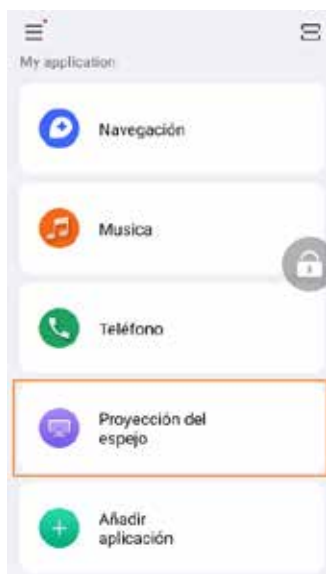 My application
Navegación
Musica
Teléfono
Proyección del
espejo
Añadir
aplicación